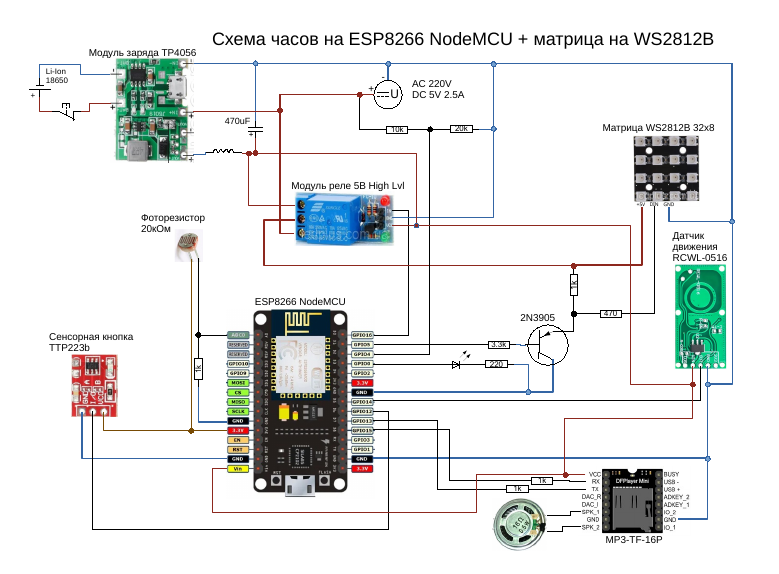 Схема часов на ESP8266 NodeMCU + матрица на WS2812B
Модуль заряда TP4056
Li-Ion
18650
+
470uF
+
-
+
U
AC 220V
DC 5V 2.5A
10k
20k
Матрица WS2812B 32x8
+5V
DIN
GND
Модуль реле 5В High Lvl
Фоторезистор
20кОм
Датчик
движения
RCWL-0516
1k
470
2N3905
3.3k
220
ESP8266 NodeMCU
Сенсорная кнопка
TTP223b
1k
ADC0
RESERVED
RESERVED
GPIO10
GPIO9
MOSI
CS
MISO
SCLK
GND
3.3V
EN
RST
GND
Vin
GPIO16
GPIO5
GPIO4
GPIO0
GPIO2
3.3V
GND
GPIO14
GPIO12
GPIO13
GPIO15
GPIO3
GPIO1
GND
3.3V
RST
FLASH
1k
1k
VCC
RX
TX
DAC_R
DAC_I
SPK_1
GND
SPK_2
DFPlayer Mini
BUSY
USB -
USB +
ADKEY_2
ADKEY_1
IO_2
GND
IO_1
MP3-TF-16P